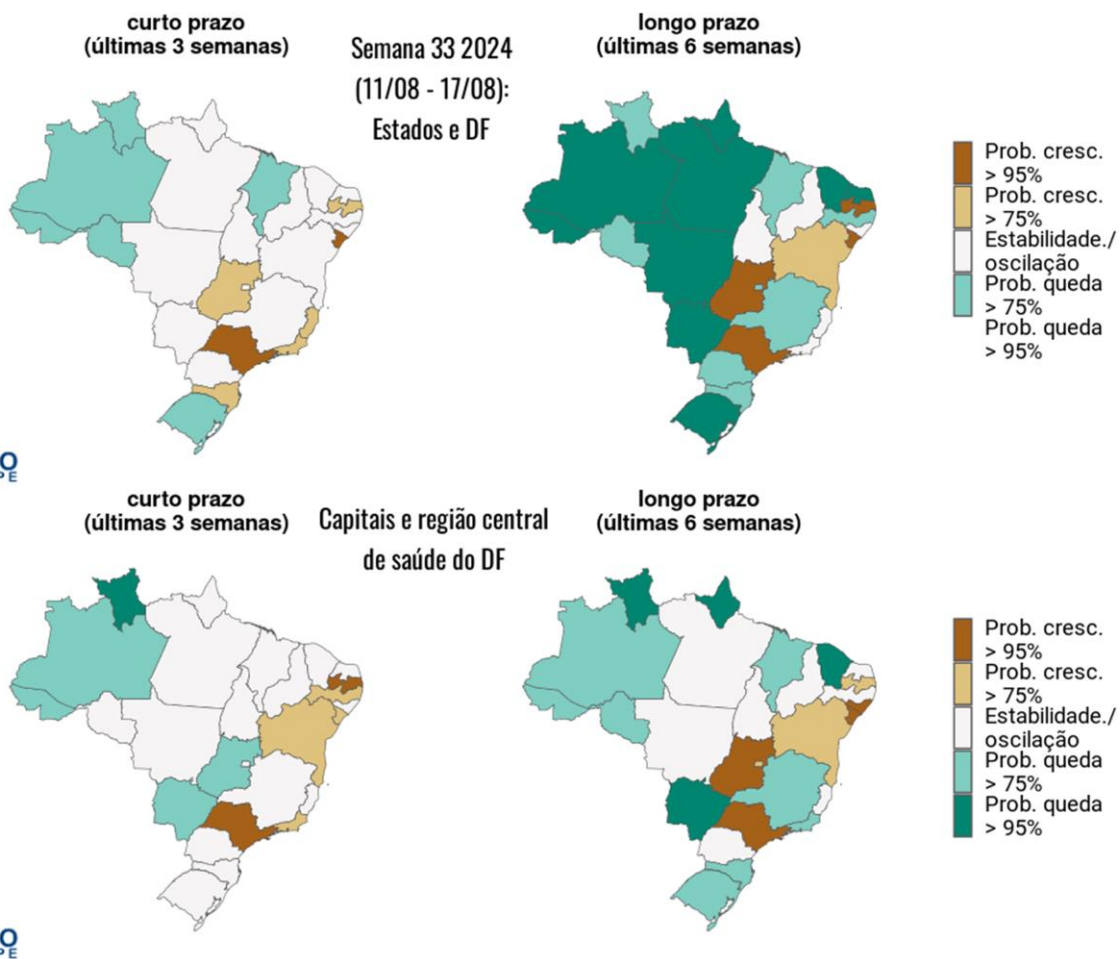 curto prazo
(últimas 3 semanas)
Semana 33 2024
(11/08 - 17/08):
Estados e DF
longo prazo
(últimas 6 semanas)
Prob. cresc.
> 95%
Prob. cresc.
> 75%
Estabilidade./
oscilação
Prob. queda
> 75%
Prob. queda
> 95%
curto prazo
(últimas 3 semanas)
Capitais e região central
de saúde do DF
longo prazo
(últimas 6 semanas)
Prob. cresc.
> 95%
Prob. cresc.
> 75%
Estabilidade./
oscilação
Prob. queda
> 75%
Prob. queda
> 95%